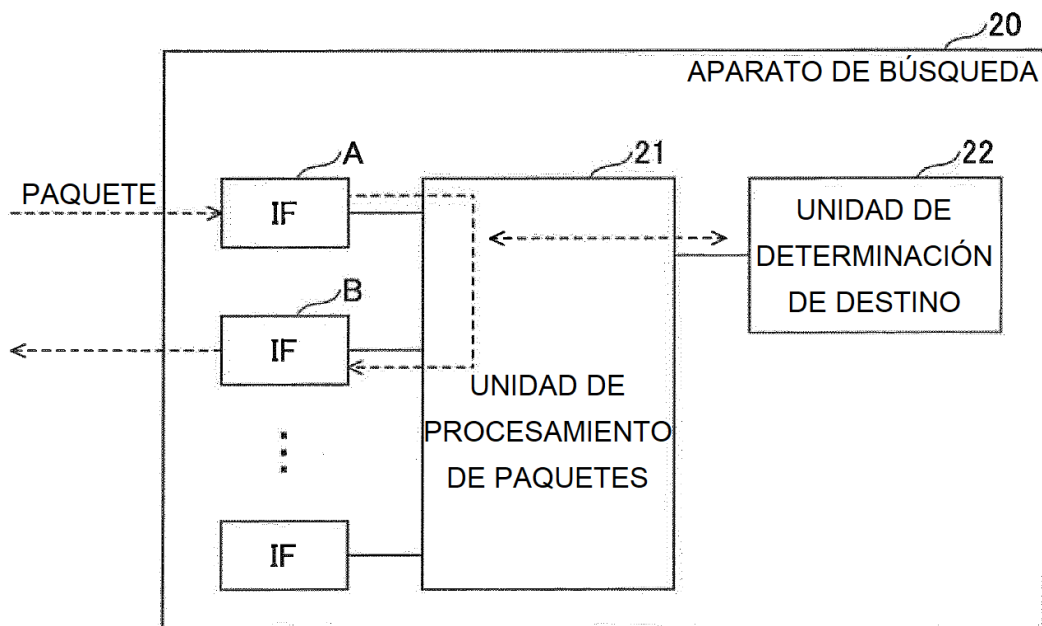 20
APARATO DE BÚSQUEDA
A
21
22
PAQUETE
IF
UNIDAD DE
DETERMINACIÓN
DE DESTINO
B
IF
UNIDAD DE
PROCESAMIENTO
DE PAQUETES
IF